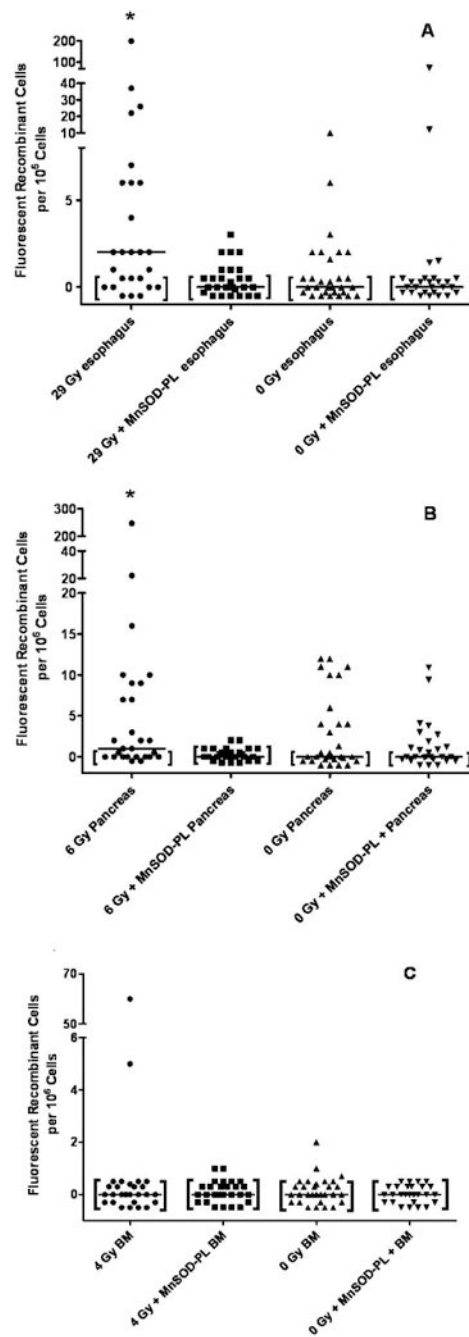 *
A
200
100
40
30
20
10
5
0
Fluorescent Recombinant Cells
per 10⁶ Cells
29 Gy esophagus
29 Gy + MnSOD-PL esophagus
0 Gy esophagus
0 Gy + MnSOD-PL esophagus
*
B
300
200
40
20
20
15
10
5
0
Fluorescent Recombinant Cells
per 10⁶ Cells
6 Gy Pancreas
6 Gy + MnSOD-PL Pancreas
0 Gy Pancreas
0 Gy + MnSOD-PL + Pancreas
C
70
50
6
4
2
0
Fluorescent Recombinant Cells
per 10⁶ Cells
4 Gy BM
4 Gy + MnSOD-PL BM
0 Gy BM
0 Gy + MnSOD-PL + BM